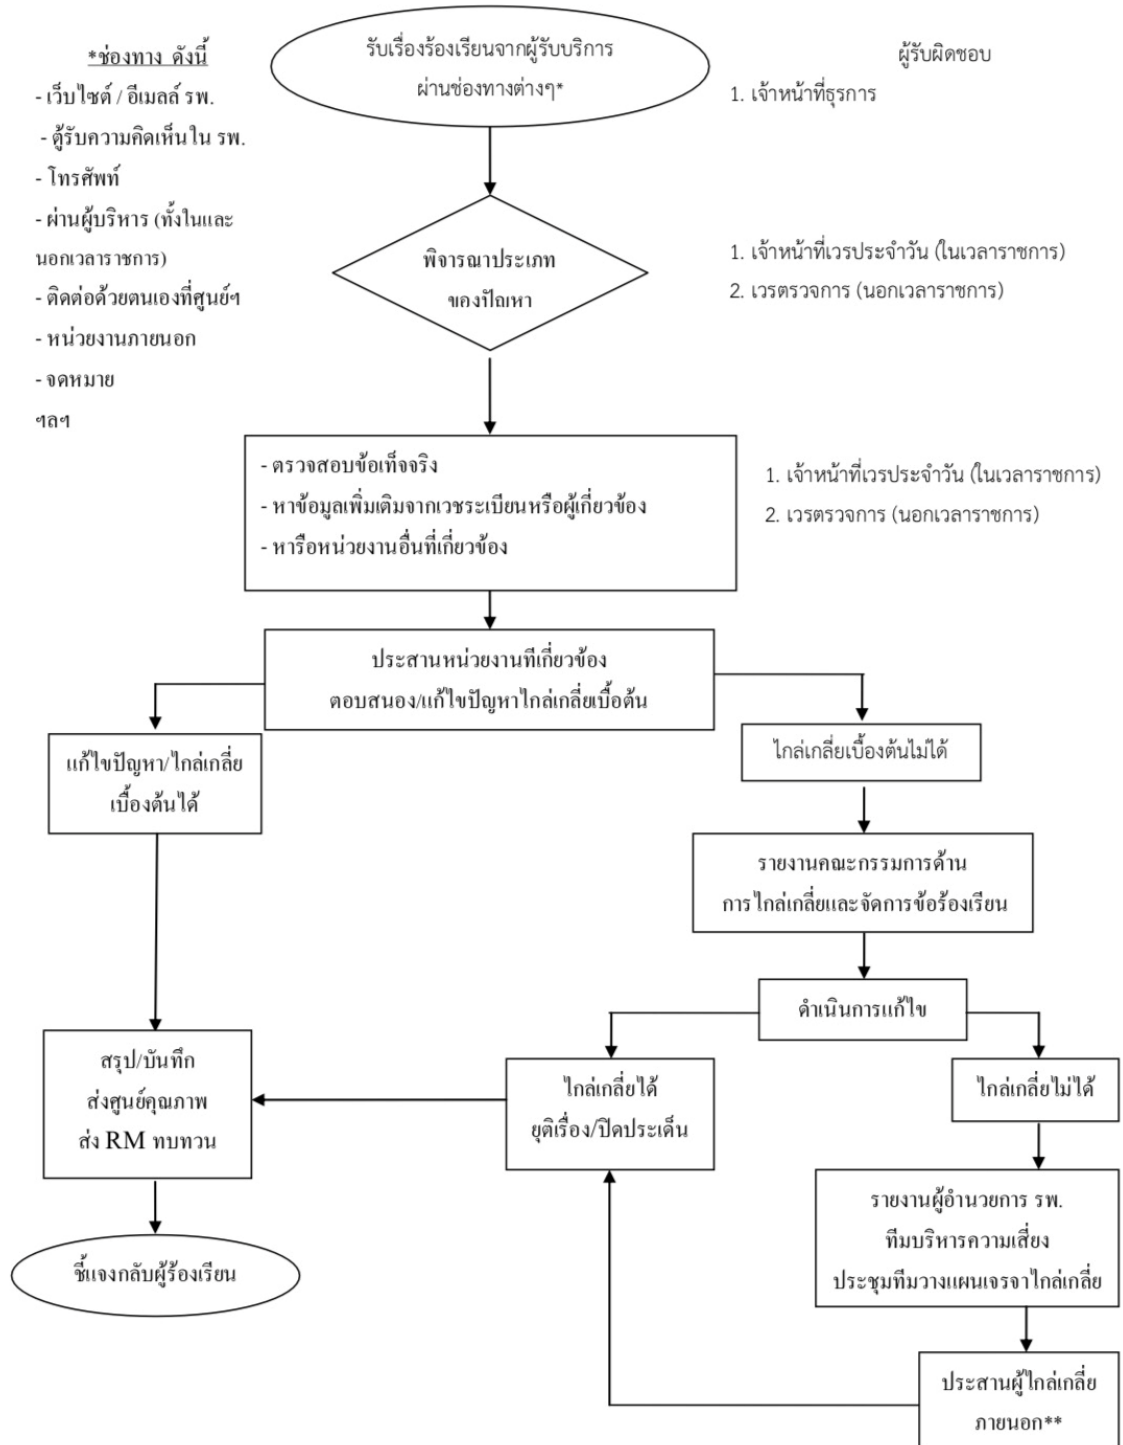 *ช่องทาง ดังนี้
- เว็บไซต์ / อีเมลล์ รพ.
- ตู้รับความคิดเห็นใน รพ.
- โทรศัพท์
- ผ่านผู้บริหาร (ทั้งในและ
นอกเวลาราชการ)
- ติดต่อด้วยตนเองที่ศูนย์ฯ
- หน่วยงานภายนอก
- จดหมาย
ฯลฯ
รับเรื่องร้องเรียนจากผู้รับบริการ
ผ่านช่องทางต่างๆ*
ผู้รับผิดชอบ
1. เจ้าหน้าที่ธุรการ
พิจารณาประเภท
ของปัญหา
1. เจ้าหน้าที่เวรประจำวัน (ในเวลาราชการ)
2. เวรตรวจการ (นอกเวลาราชการ)
- ตรวจสอบข้อเท็จจริง
- หาข้อมูลเพิ่มเติมจากเวชระเบียนหรือผู้เกี่ยวข้อง
- หารือหน่วยงานอื่นที่เกี่ยวข้อง
1. เจ้าหน้าที่เวรประจำวัน (ในเวลาราชการ)
2. เวรตรวจการ (นอกเวลาราชการ)
ประสานหน่วยงานทีเกี่ยวข้อง
ตอบสนอง/แก้ไขปัญหาไกล่เกลี่ยเบื้อต้น
แก้ไขปัญหา/ไกล่เกลี่ย
เบื้องต้นได้
ไกล่เกลี่ยเบื้องต้นไม่ได้
รายงานคณะกรรมการด้าน
การไกล่เกลี่ยและจัดการข้อร้องเรียน
ดำเนินการแก้ไข
สรุป/บันทึก
ส่งศูนย์คุณภาพ
ส่ง RM ทบทวน
ไกล่เกลี่ยได้
ยุติเรื่อง/ปิดประเด็น
ไกล่เกลี่ยไม่ได้
รายงานผู้อำนวยการ รพ.
ทีมบริหารความเสี่ยง
ประชุมทีมวางแผนเจรจาไกล่เกลี่ย
ชี้แจงกลับผู้ร้องเรียน
ประสานผู้ไกล่เกลี่ย
ภายนอก**